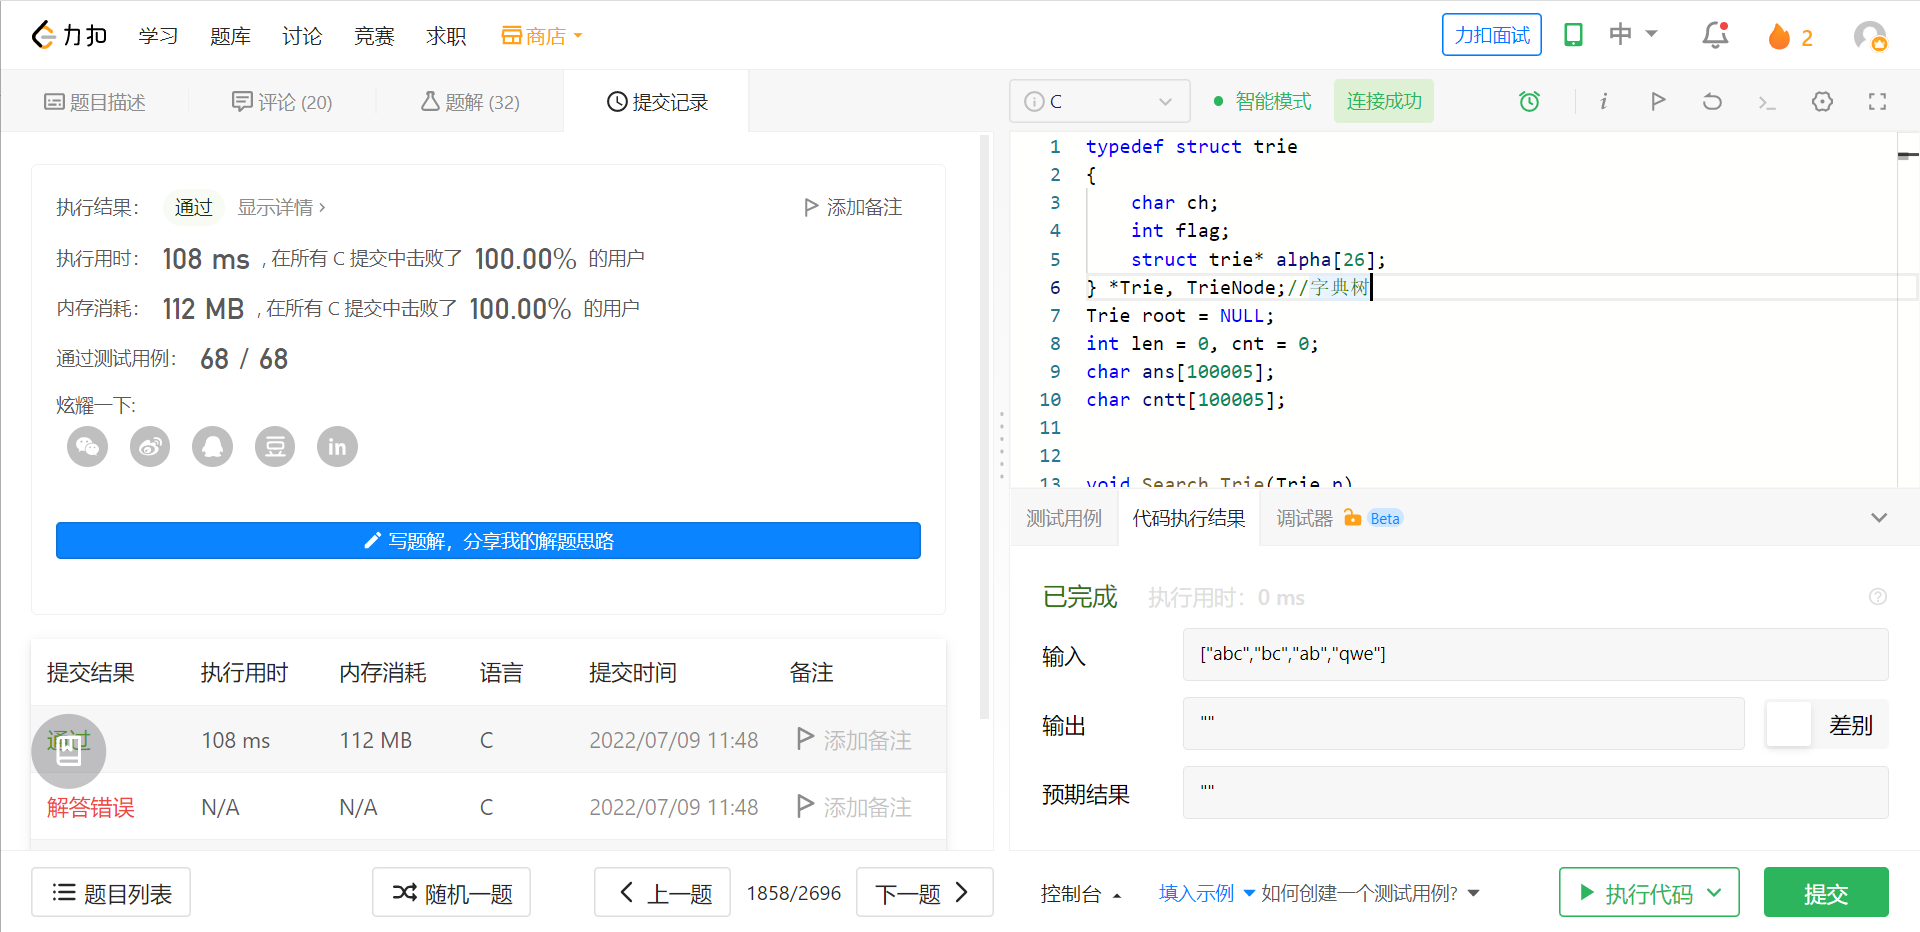 力扣 学习 题库 讨论 竞赛 求职 商店 力扣面试 中 2
题目描述 评论 (20) 题解 (32) 提交记录
执行结果： 通过 显示详情 › 添加备注
执行用时： 108 ms , 在所有 C 提交中击败了 100.00% 的用户
内存消耗： 112 MB , 在所有 C 提交中击败了 100.00% 的用户
通过测试用例： 68 / 68
炫耀一下:
豆 in
写题解，分享我的解题思路
提交结果 执行用时 内存消耗 语言 提交时间 备注
通过 108 ms 112 MB C 2022/07/09 11:48 添加备注
解答错误 N/A N/A C 2022/07/09 11:48 添加备注
题目列表 随机一题 上一题 1858/2696 下一题
C 智能模式 连接成功
1 typedef struct trie
2 {
3 char ch;
4 int flag;
5 struct trie* alpha[26];
6 } *Trie, TrieNode;//字典树
7 Trie root = NULL;
8 int len = 0, cnt = 0;
9 char ans[100005];
10 char cntt[100005];
11
12
13 void Search_Trie(Trie p)
测试用例 代码执行结果 调试器 Beta
已完成 执行用时：0 ms
输入 ["abc","bc","ab","qwe"]
输出 "" 差别
预期结果 ""
控制台 填入示例 如何创建一个测试用例? 执行代码 提交